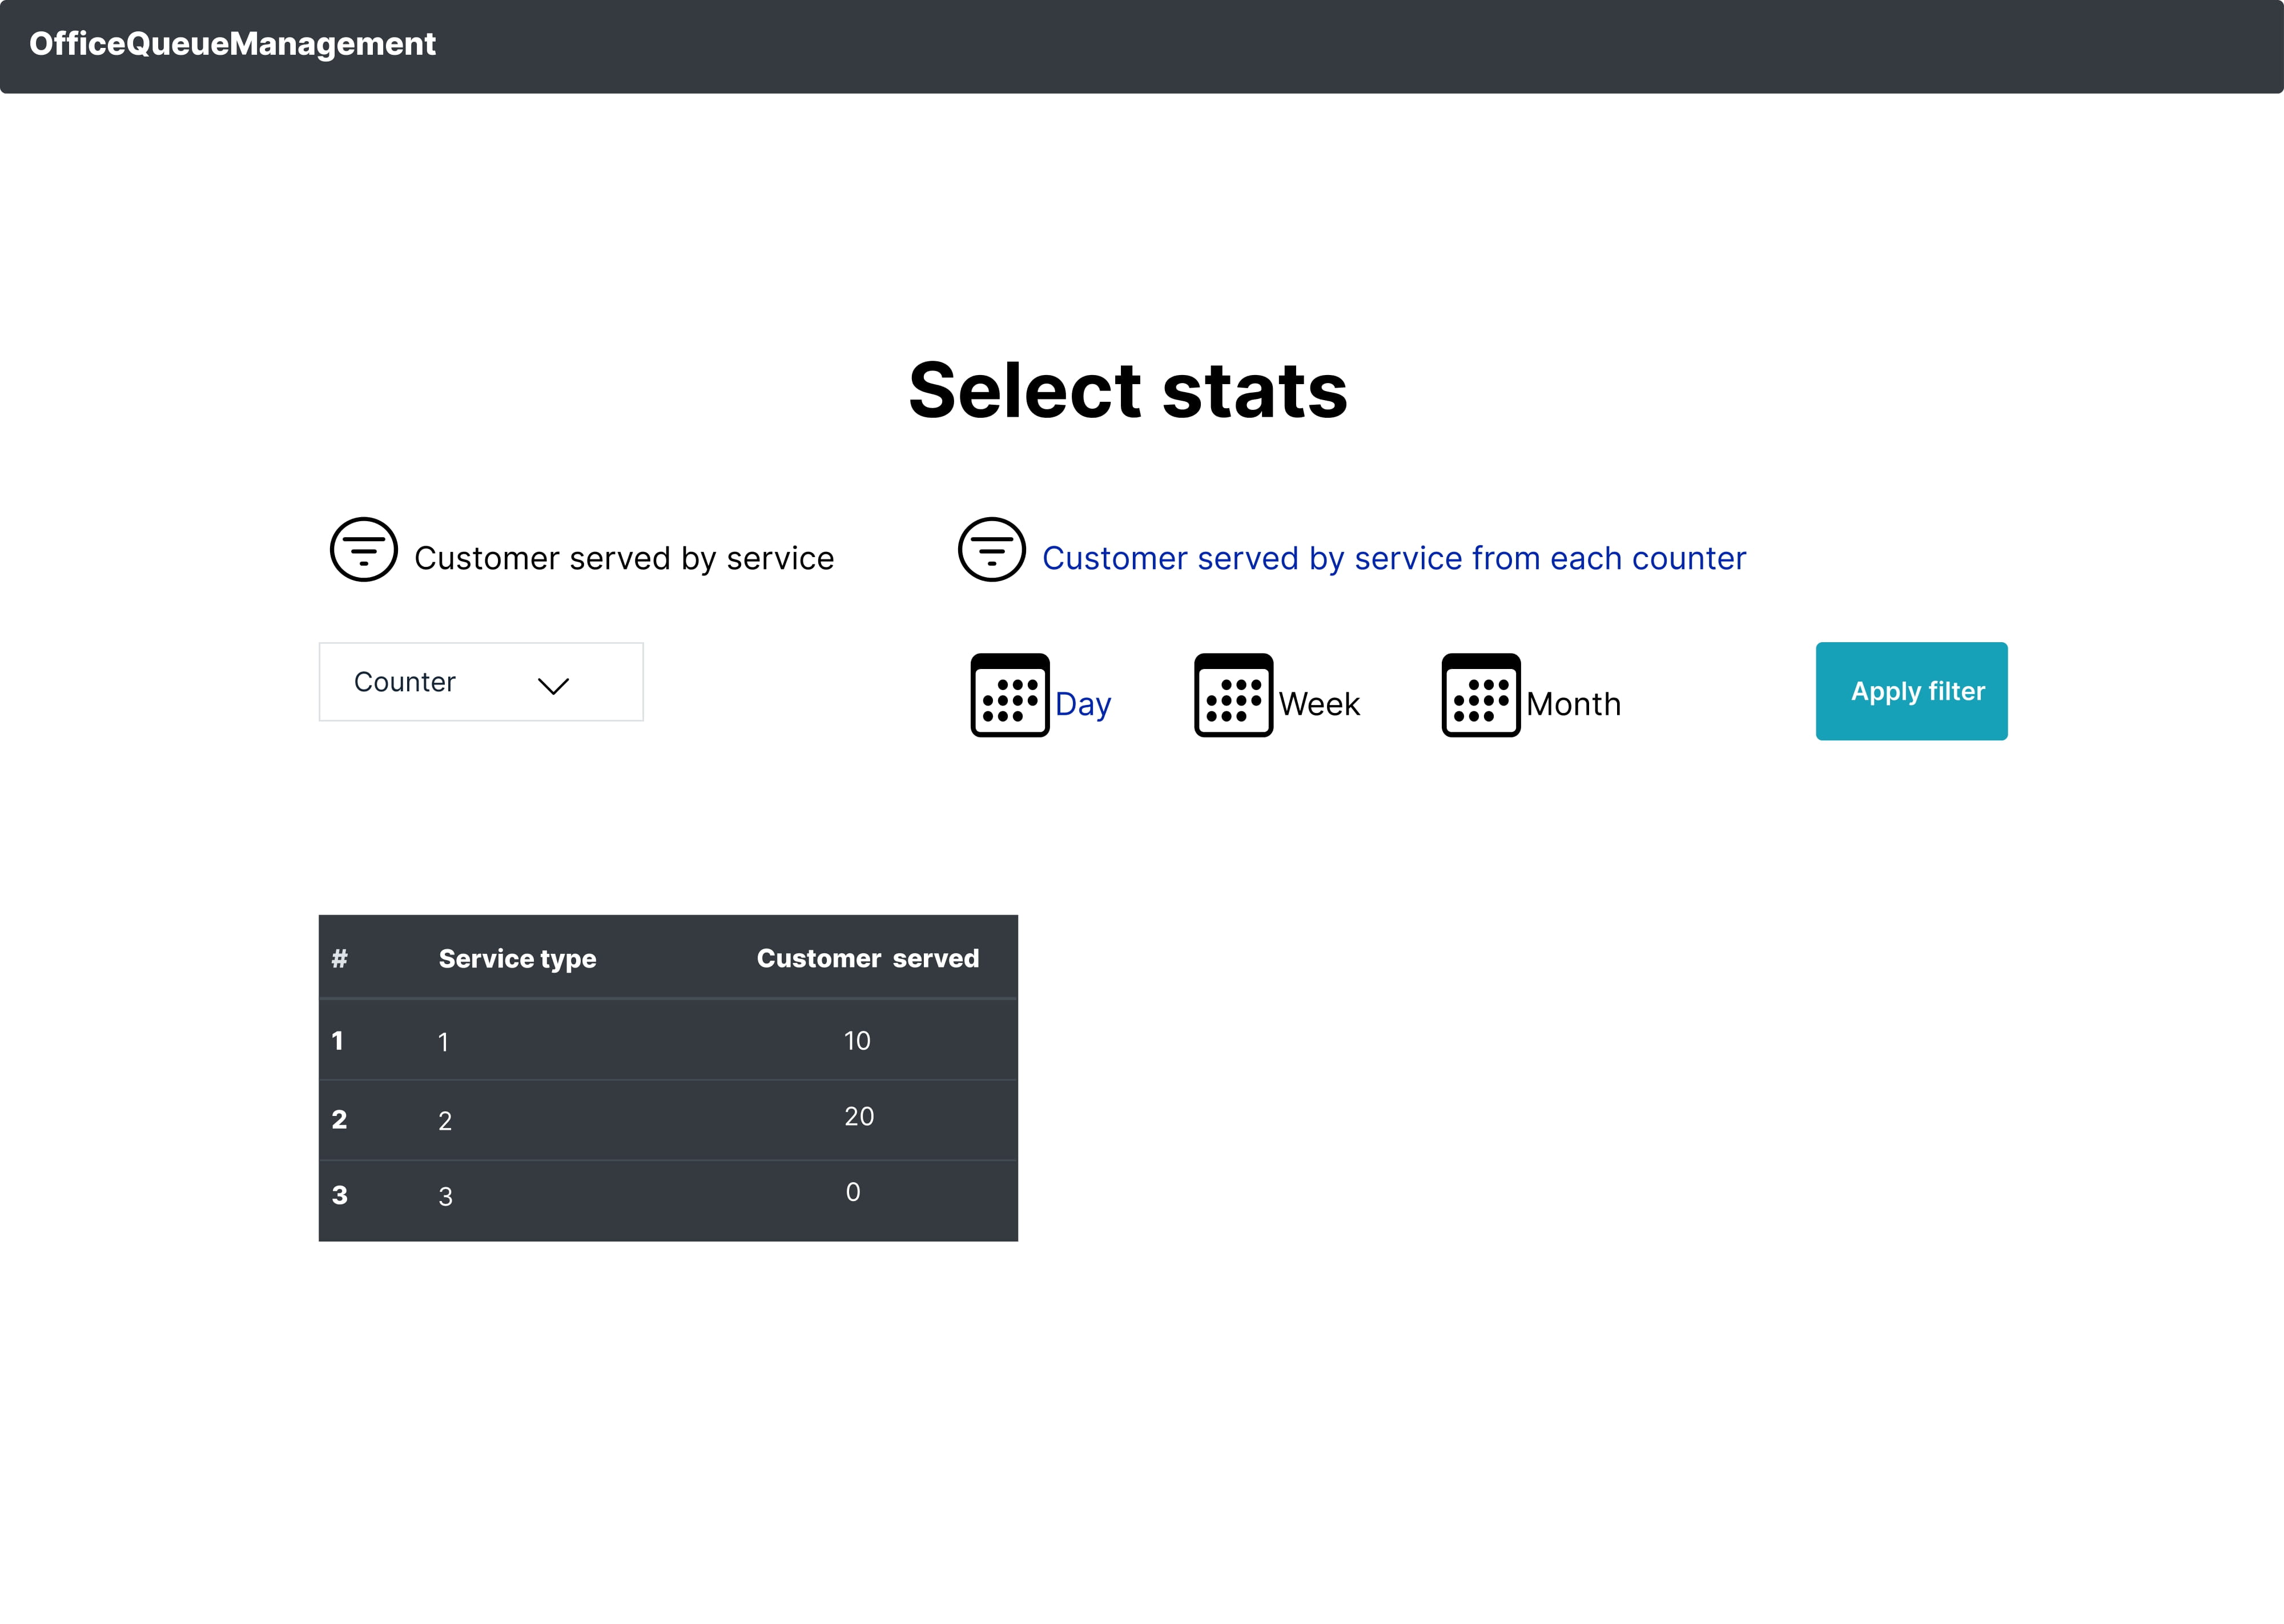 OfficeQueueManagement
Select stats
Customer served by service
Customer served by service from each counter
Counter
Day
Week
Month
Apply filter
# Service type Customer served
1 1 10
2 2 20
3 3 0